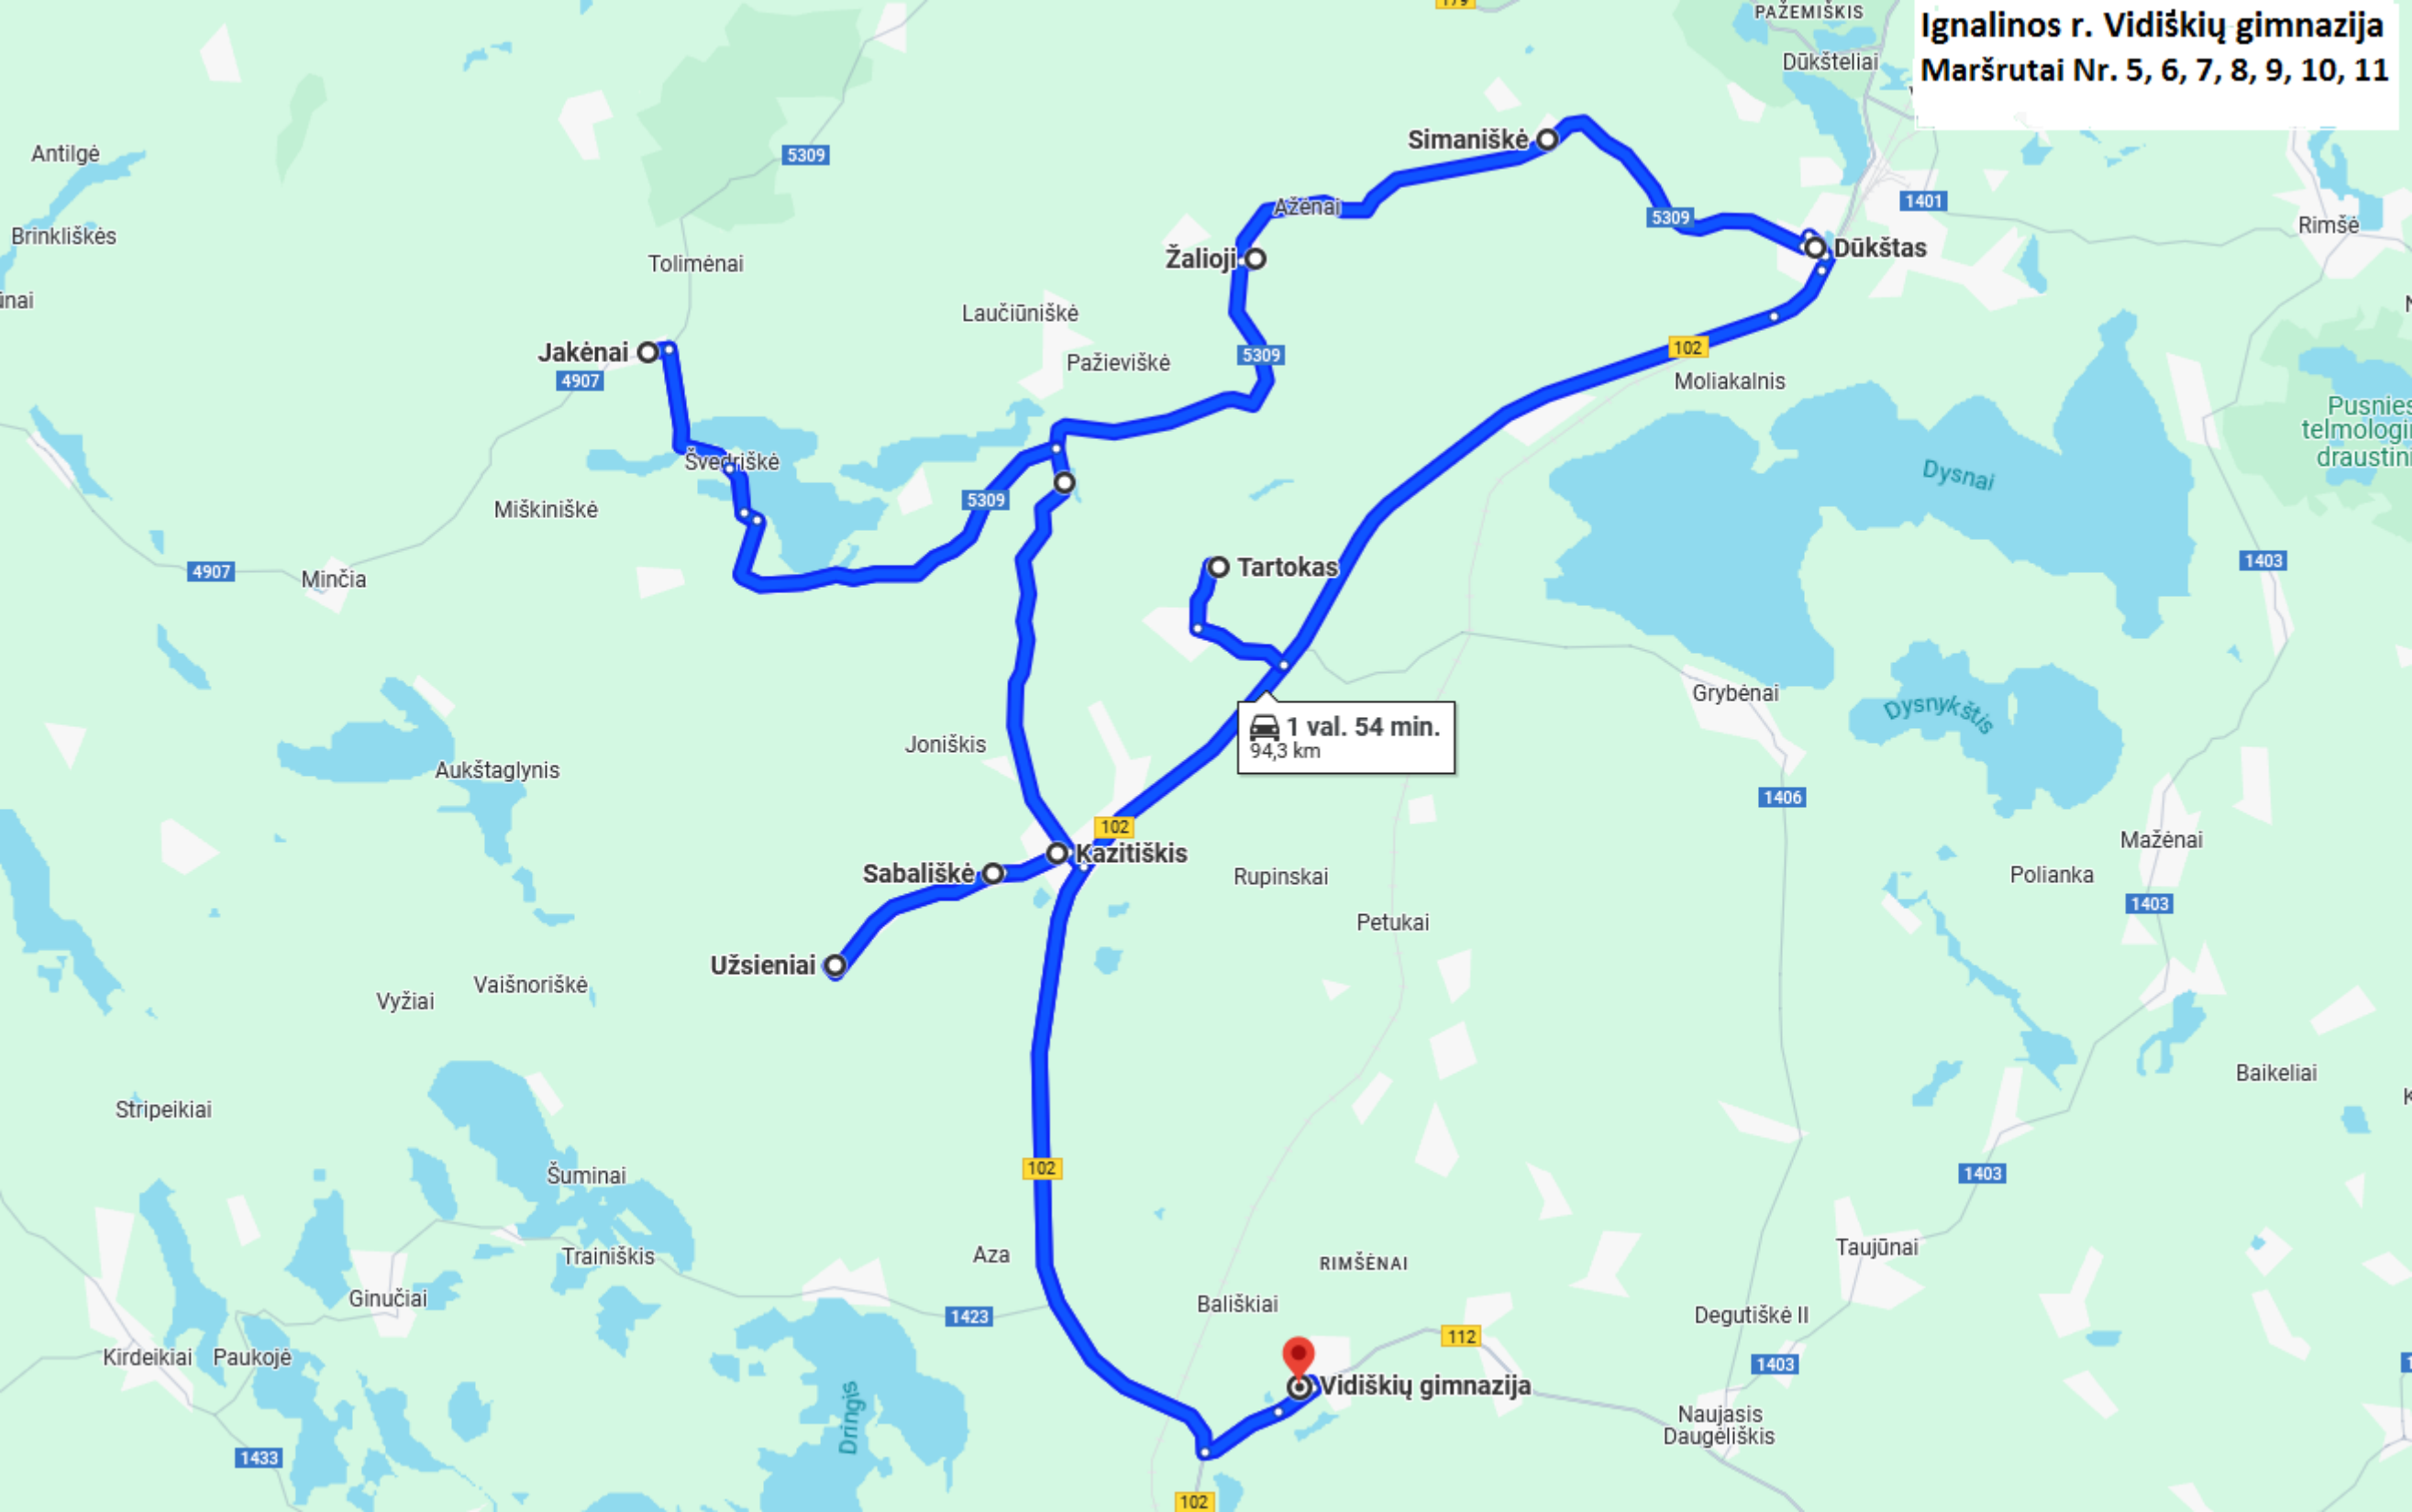 179
PAŽEMIŠKIS
Ignalinos r. Vidiškių gimnazija
Maršrutai Nr. 5, 6, 7, 8, 9, 10, 11
Dūkšteliai
Simaniškė
Antilgė
5309
1401
Ažėnai
5309
Rimšė
Brinkliškės
Žalioji
Dūkštas
Tolimėnai
Laučiūniškė
Jakėnai
4907
Pažieviškė
5309
102
Moliakalnis
Pusnies
telmologi
draustini
Švedriškė
Dysnai
Miškiniškė
5309
4907
Minčia
Tartokas
1403
Grybėnai
Dysnykštis
1 val. 54 min.
94,3 km
Joniškis
Aukštaglynis
1406
102
Mažėnai
Kazitiškis
Sabališkė
Rupinskai
Polianka
1403
Petukai
Užsieniai
Vaišnoriškė
Vyžiai
Baikeliai
Stripeikiai
Šuminai
102
1403
Trainiškis
Aza
RIMŠĖNAI
Taujūnai
Ginučiai
1423
Bališkiai
Degutiškė II
112
Kirdeikiai
Paukojė
1403
Vidiškių gimnazija
Dringis
Naujasis
Daugėliškis
1433
102